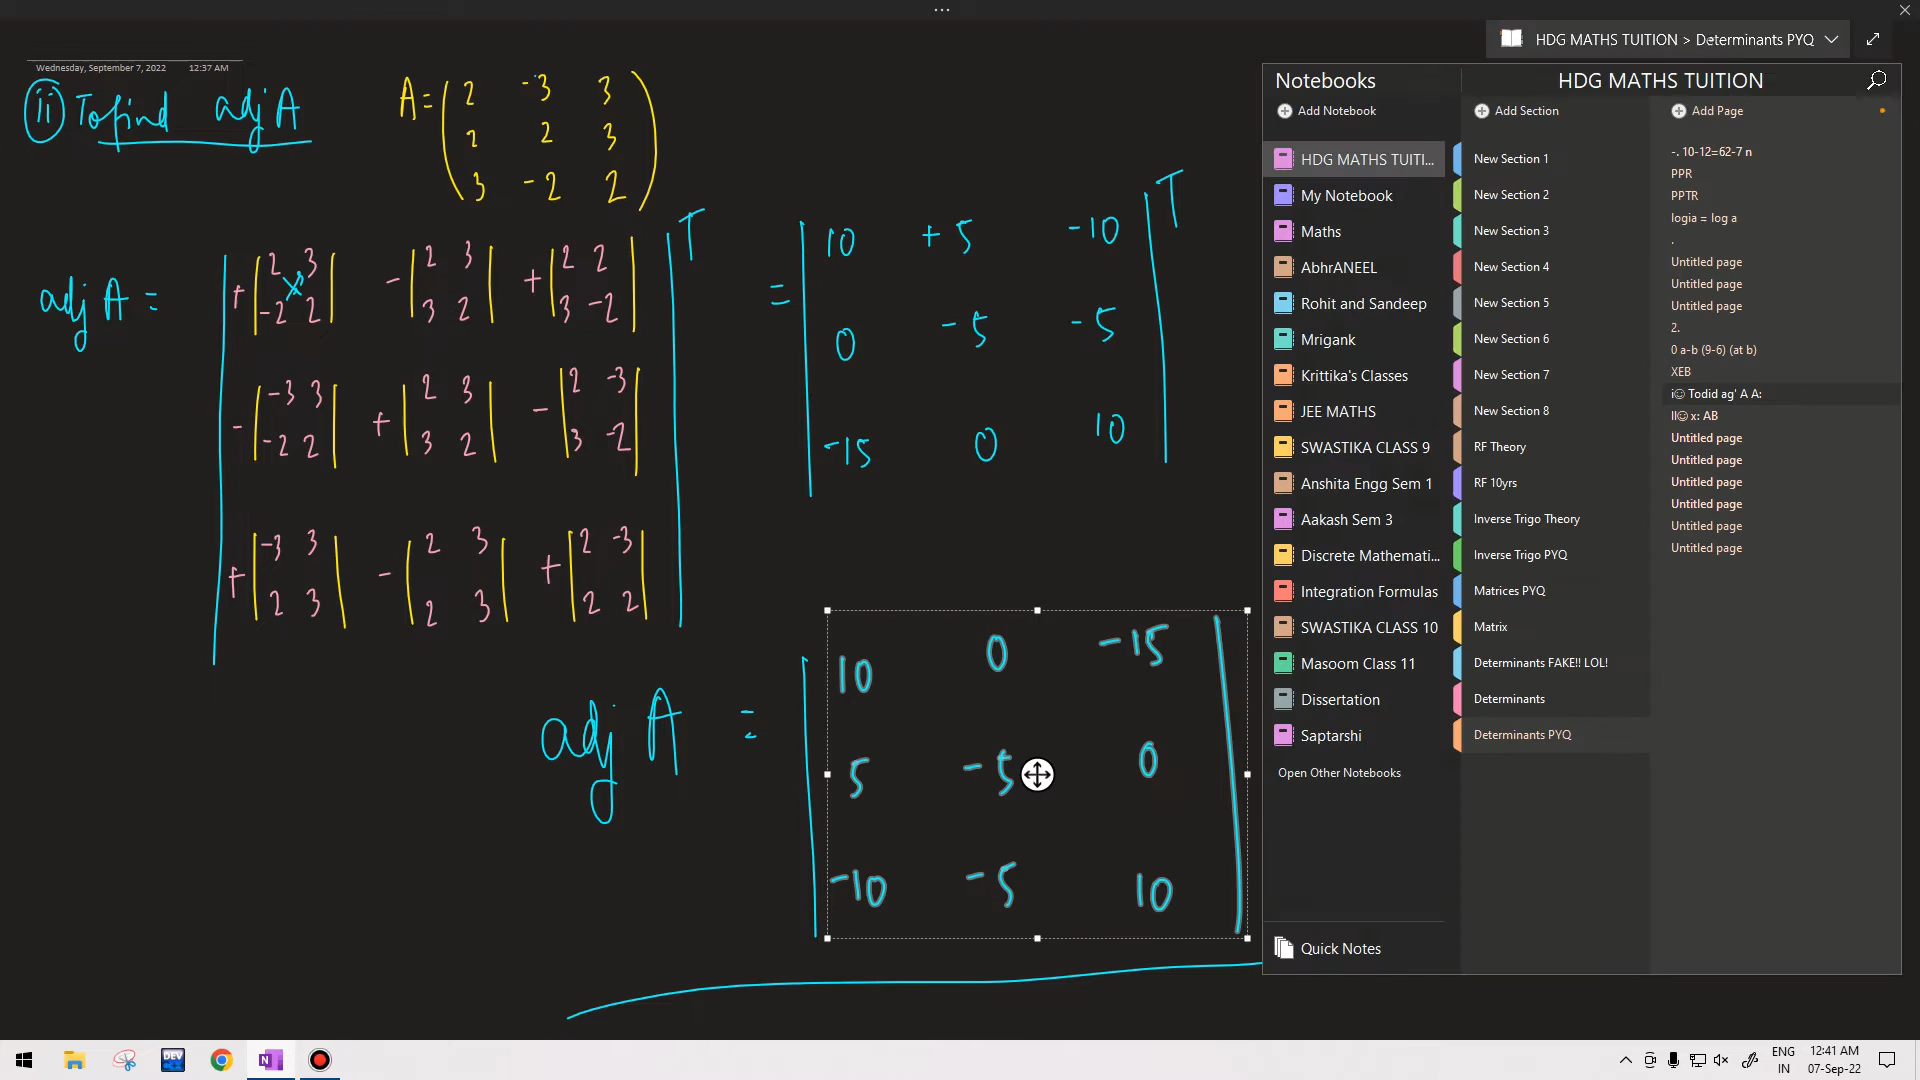 HDG MATHS TUITION > Determinants PYQ
Wednesday, September 7, 2022 12:37 AM
(ii) To find adj A
A = ( 2 -3 3
2 2 3
3 -2 2 )
adj A =
+ | 2 3 | - | 2 3 | + | 2 2 | T
-2 2 3 2 3 -2
- | -3 3 | + | 2 3 | - | 2 -3 |
-2 2 3 2 3 -2
+ | -3 3 | - | 2 3 | + | 2 -3 |
2 3 2 3 2 2
= | 10 +5 -10 | T
0 -5 -5
-15 0 10
adj A = | 10 0 -15 |
5 -5 0
-10 -5 10
Notebooks
Add Notebook
HDG MATHS TUITI...
My Notebook
Maths
AbhrANEEL
Rohit and Sandeep
Mrigank
Krittika's Classes
JEE MATHS
SWASTIKA CLASS 9
Anshita Engg Sem 1
Aakash Sem 3
Discrete Mathemati...
Integration Formulas
SWASTIKA CLASS 10
Masoom Class 11
Dissertation
Saptarshi
Open Other Notebooks
Quick Notes
HDG MATHS TUITION
Add Section
New Section 1
New Section 2
New Section 3
New Section 4
New Section 5
New Section 6
New Section 7
New Section 8
RF Theory
RF 10yrs
Inverse Trigo Theory
Inverse Trigo PYQ
Matrices PYQ
Matrix
Determinants FAKE!! LOL!
Determinants
Determinants PYQ
Add Page
-. 10-12=62-7 n
PPR
PPTR
logia = log a
.
Untitled page
Untitled page
Untitled page
2.
0 a-b (9-6) (at b)
XEB
i☺ Todid ag' A A:
II☺ x: AB
Untitled page
Untitled page
Untitled page
Untitled page
Untitled page
Untitled page
DEV
ENG
IN
12:41 AM
07-Sep-22